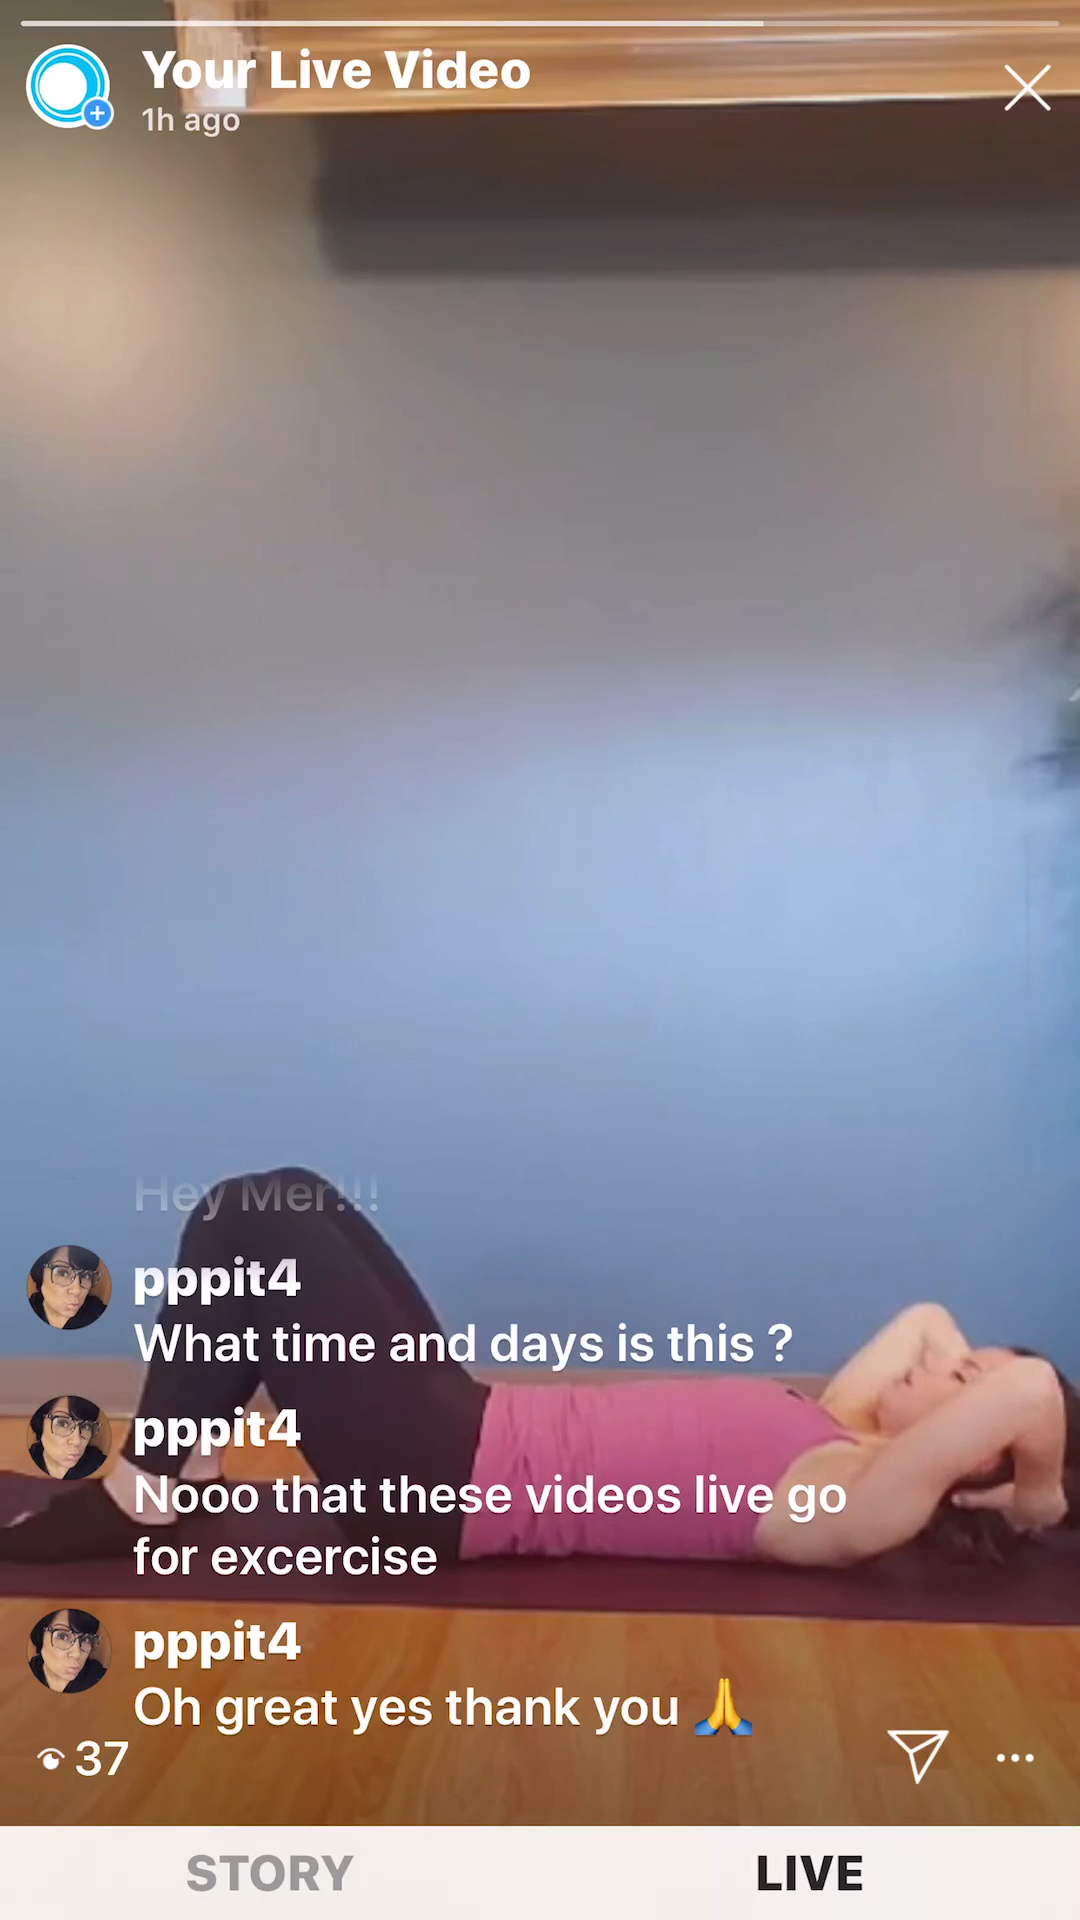 Your Live Video
1h ago
Hey Mer!!!
pppit4
What time and days is this ?
pppit4
Nooo that these videos live go
for excercise
pppit4
Oh great yes thank you 🙏
37
STORY
LIVE